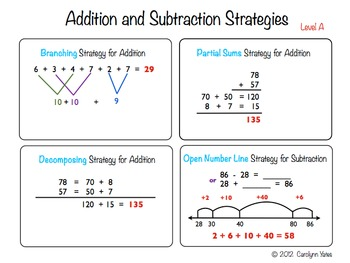 Addition and Subtraction Strategies
Level A
Branching Strategy for Addition
6 + 3 + 4 + 7 + 2 + 7 = 29
10 + 10 + 9
Partial Sums Strategy for Addition
78
+ 57
70 + 50 = 120
8 + 7 = 15
135
Decomposing Strategy for Addition
78 = 70 + 8
57 = 50 + 7
120 + 15 = 135
Open Number Line Strategy for Subtraction
86 - 28 = ____
or 28 + ____ = 86
+2 +10 +40 +6
28 30 40 80 86
2 + 6 + 10 + 40 = 58
© 2012 Carolynn Yates